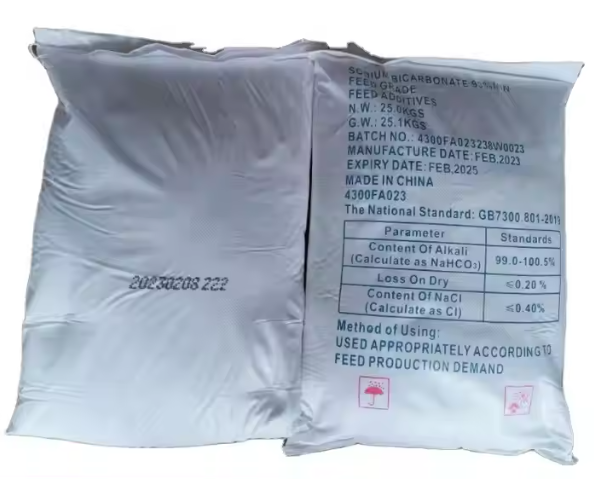 20230208 222
SODIUM BICARBONATE
FEED GRADE
FEED ADDITIVES
N.W.: 25.0KGS
G.W.: 25.1KGS
BATCH NO.: 4300FA023238W0023
MANUFACTURE DATE: FEB,2023
EXPIRY DATE: FEB,2025
MADE IN CHINA
4300FA023
The National Standard: GB7300.801-2019
Parameter Standards
Content Of Alkali
(Calculate as NaHCO₃) 99.0-100.5%
Loss On Dry ≤0.20 %
Content Of NaCl
(Calculate as Cl) ≤0.40%
Method of Using:
USED APPROPRIATELY ACCORDING TO
FEED PRODUCTION DEMAND